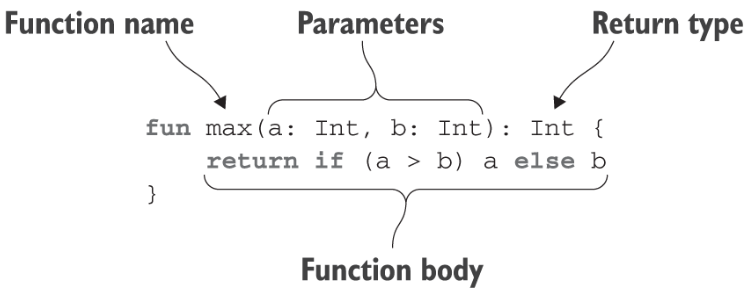 Function name Parameters Return type
fun max(a: Int, b: Int): Int {
return if (a > b) a else b
}
Function body